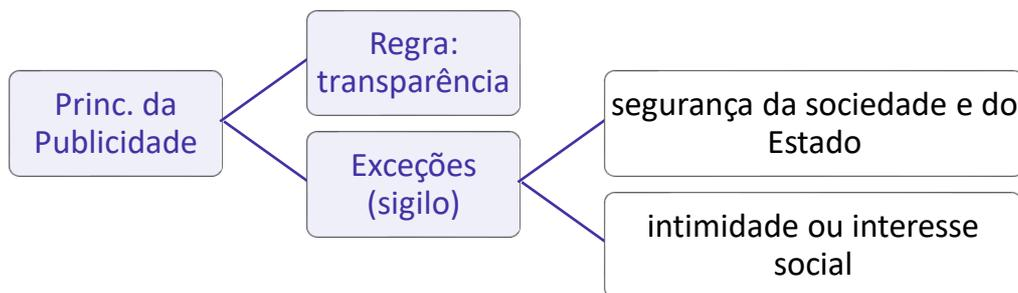 Princ. da
Publicidade
Regra:
transparência
Exceções
(sigilo)
segurança da sociedade e do
Estado
intimidade ou interesse
social